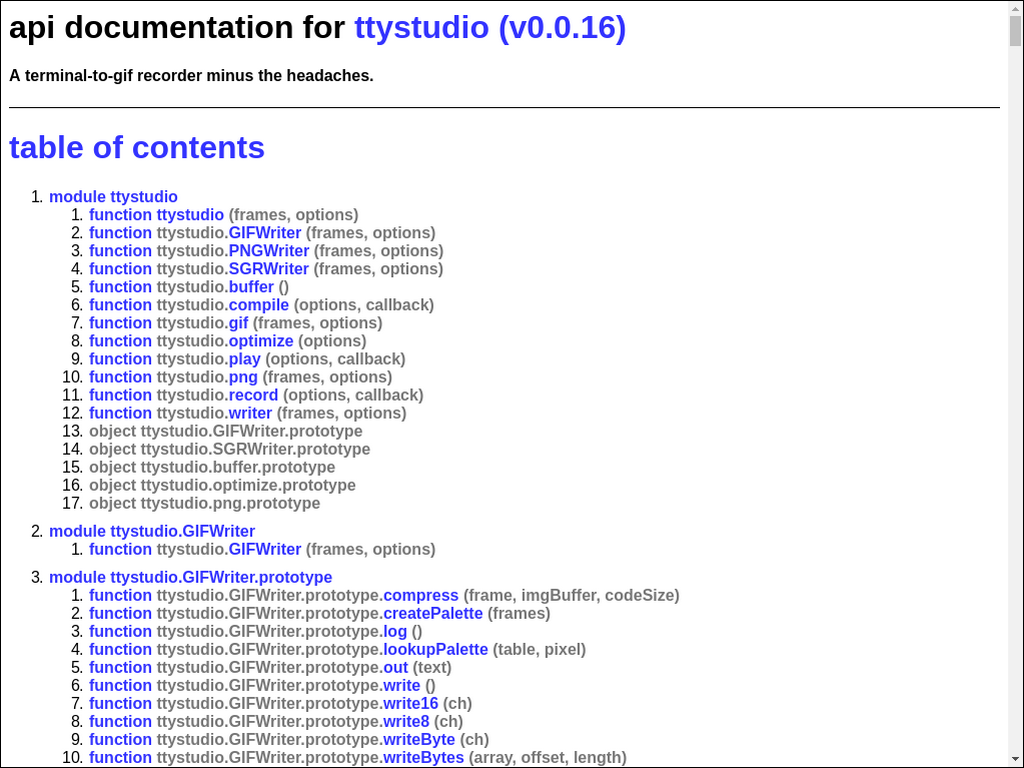 api documentation for ttystudio (v0.0.16)
A terminal-to-gif recorder minus the headaches.
table of contents
1. module ttystudio
1. function ttystudio (frames, options)
2. function ttystudio.GIFWriter (frames, options)
3. function ttystudio.PNGWriter (frames, options)
4. function ttystudio.SGRWriter (frames, options)
5. function ttystudio.buffer ()
6. function ttystudio.compile (options, callback)
7. function ttystudio.gif (frames, options)
8. function ttystudio.optimize (options)
9. function ttystudio.play (options, callback)
10. function ttystudio.png (frames, options)
11. function ttystudio.record (options, callback)
12. function ttystudio.writer (frames, options)
13. object ttystudio.GIFWriter.prototype
14. object ttystudio.SGRWriter.prototype
15. object ttystudio.buffer.prototype
16. object ttystudio.optimize.prototype
17. object ttystudio.png.prototype
2. module ttystudio.GIFWriter
1. function ttystudio.GIFWriter (frames, options)
3. module ttystudio.GIFWriter.prototype
1. function ttystudio.GIFWriter.prototype.compress (frame, imgBuffer, codeSize)
2. function ttystudio.GIFWriter.prototype.createPalette (frames)
3. function ttystudio.GIFWriter.prototype.log ()
4. function ttystudio.GIFWriter.prototype.lookupPalette (table, pixel)
5. function ttystudio.GIFWriter.prototype.out (text)
6. function ttystudio.GIFWriter.prototype.write ()
7. function ttystudio.GIFWriter.prototype.write16 (ch)
8. function ttystudio.GIFWriter.prototype.write8 (ch)
9. function ttystudio.GIFWriter.prototype.writeByte (ch)
10. function ttystudio.GIFWriter.prototype.writeBytes (array, offset, length)